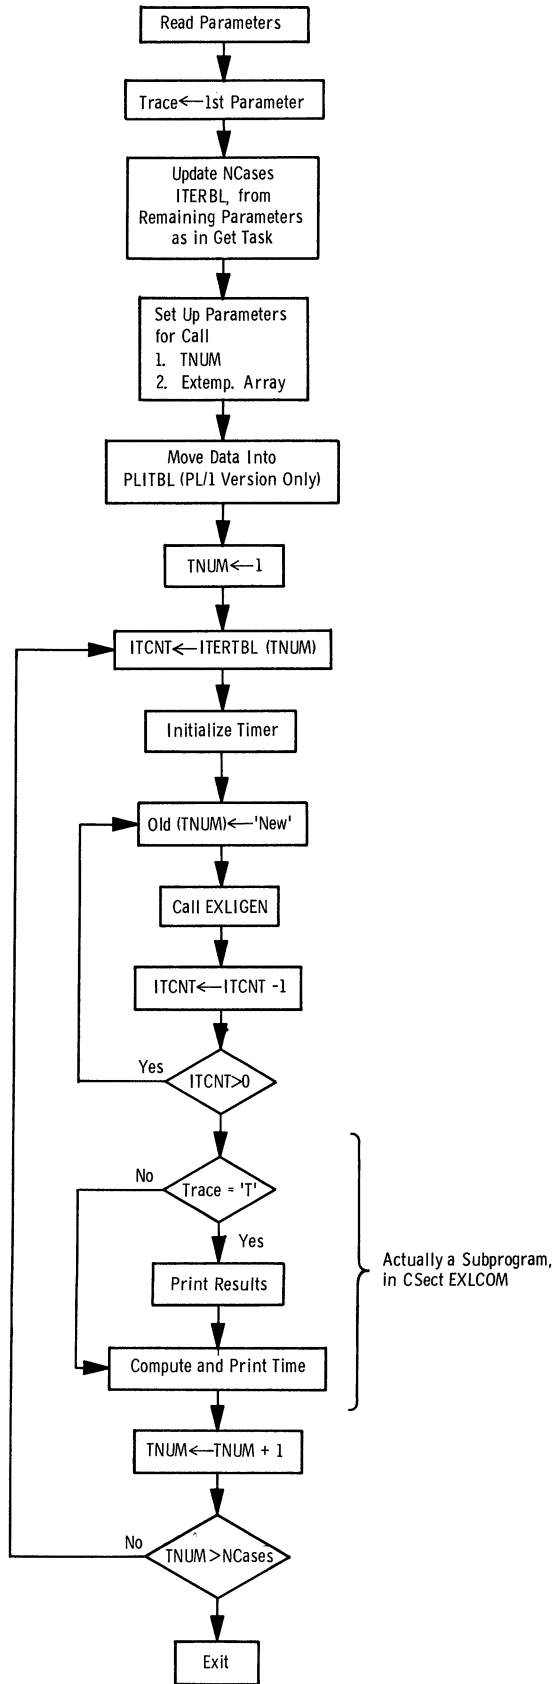 Read Parameters
Trace←1st Parameter
Update NCases
ITERBL, from
Remaining Parameters
as in Get Task
Set Up Parameters
for Call
1. TNUM
2. Extemp. Array
Move Data Into
PLITBL (PL/1 Version Only)
TNUM←1
ITCNT←ITERTBL (TNUM)
Initialize Timer
Old (TNUM)←'New'
Call EXLIGEN
ITCNT←ITCNT -1
Yes
ITCNT>0
No
Trace = 'T'
Yes
Print Results
Actually a Subprogram,
in CSect EXLCOM
Compute and Print Time
TNUM←TNUM + 1
No
TNUM>NCases
Exit